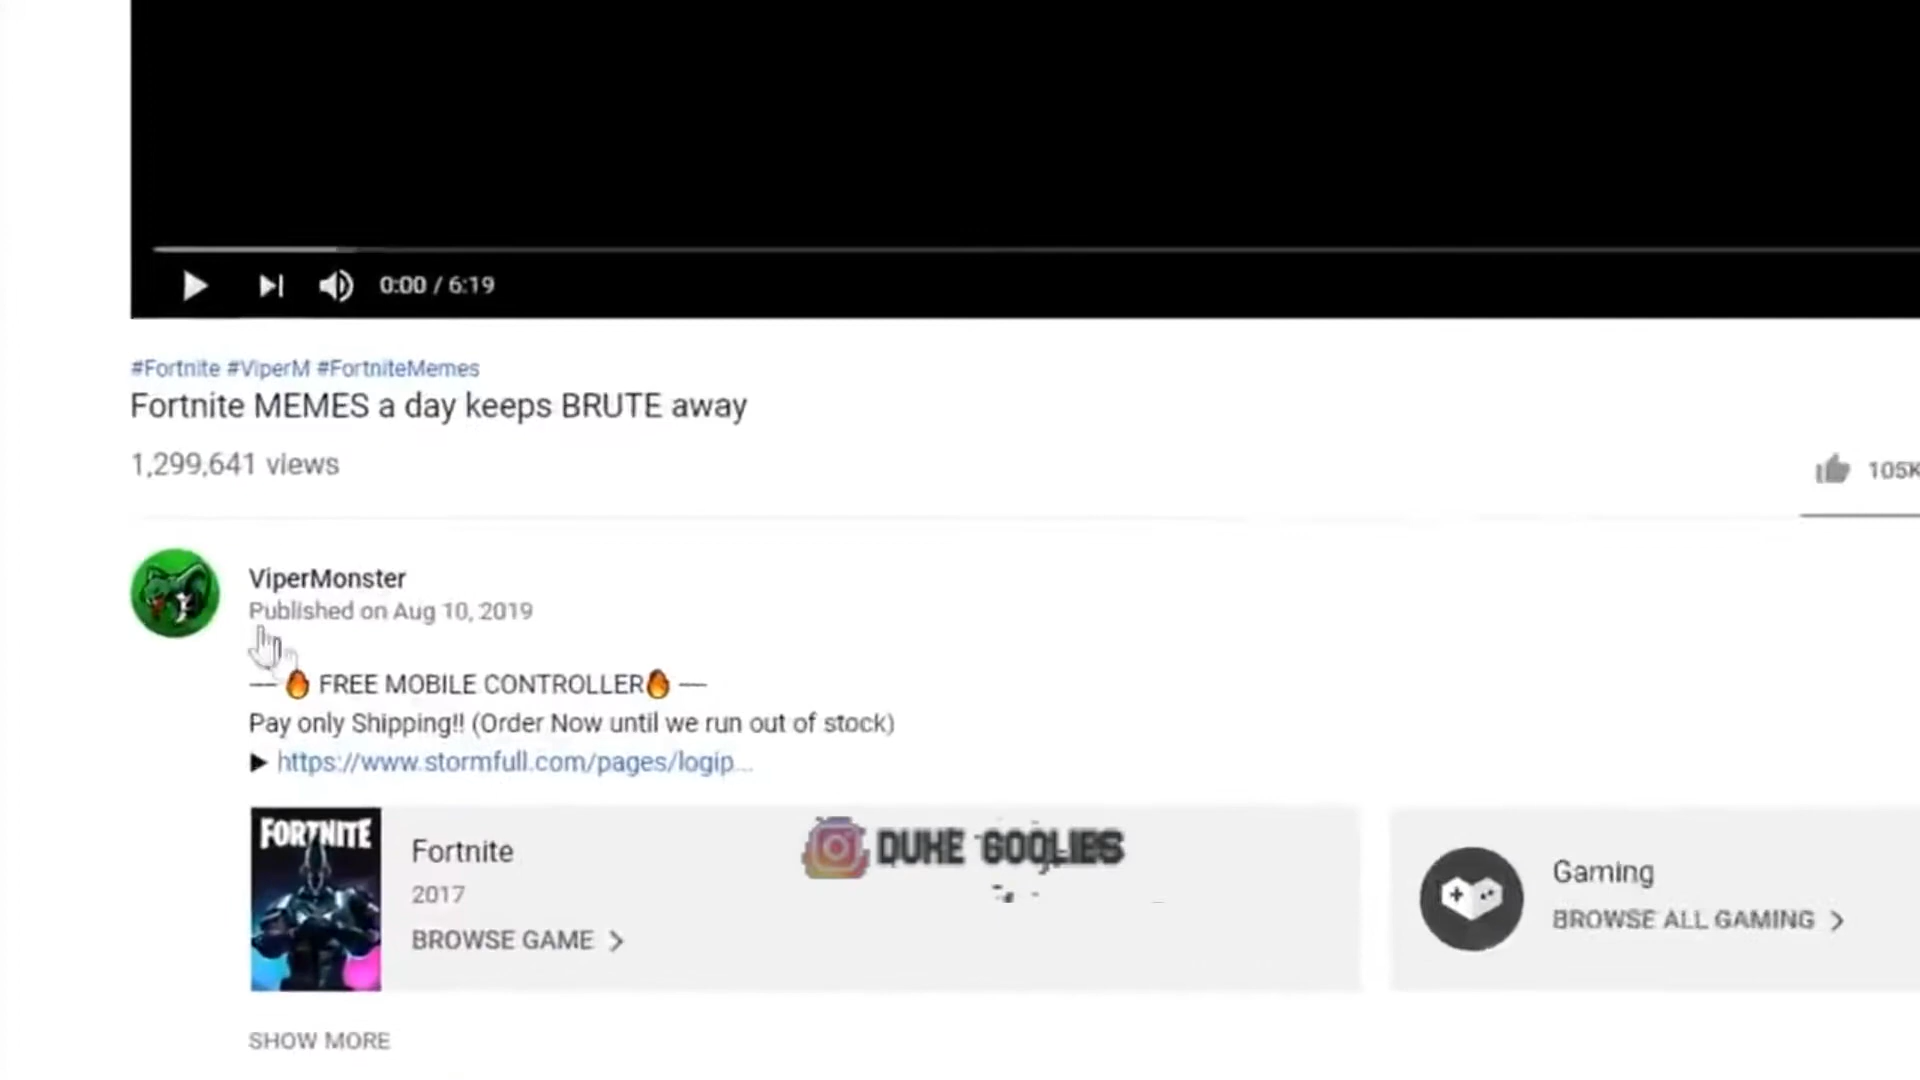 0:00 / 6:19
#Fortnite #ViperM #FortniteMemes
Fortnite MEMES a day keeps BRUTE away
1,299,641 views
105K
ViperMonster
Published on Aug 10, 2019
— 🔥 FREE MOBILE CONTROLLER🔥 —
Pay only Shipping!! (Order Now until we run out of stock)
▶ https://www.stormfull.com/pages/logip...
FORTNITE
Fortnite
2017
BROWSE GAME >
DUKE GOOLIES
Gaming
BROWSE ALL GAMING >
SHOW MORE